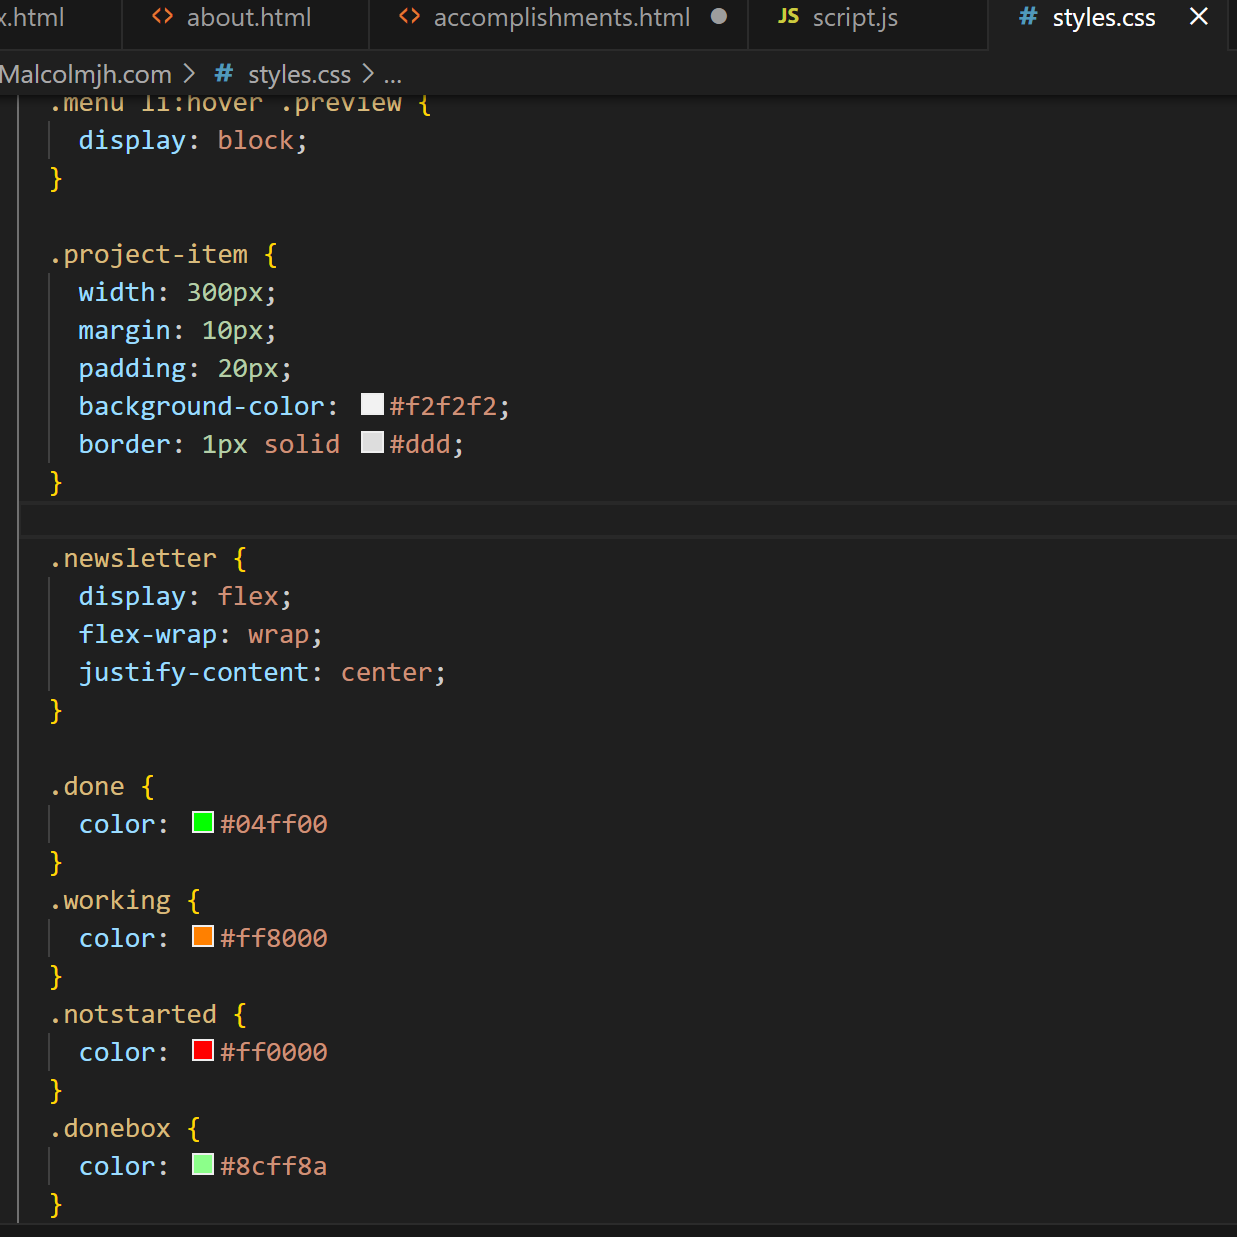 x.html <> about.html <> accomplishments.html ● JS script.js # styles.css ×
Malcolmjh.com > # styles.css > ...
.menu li:hover .preview {
display: block;
}
.project-item {
width: 300px;
margin: 10px;
padding: 20px;
background-color: #f2f2f2;
border: 1px solid #ddd;
}
.newsletter {
display: flex;
flex-wrap: wrap;
justify-content: center;
}
.done {
color: #04ff00
}
.working {
color: #ff8000
}
.notstarted {
color: #ff0000
}
.donebox {
color: #8cff8a
}